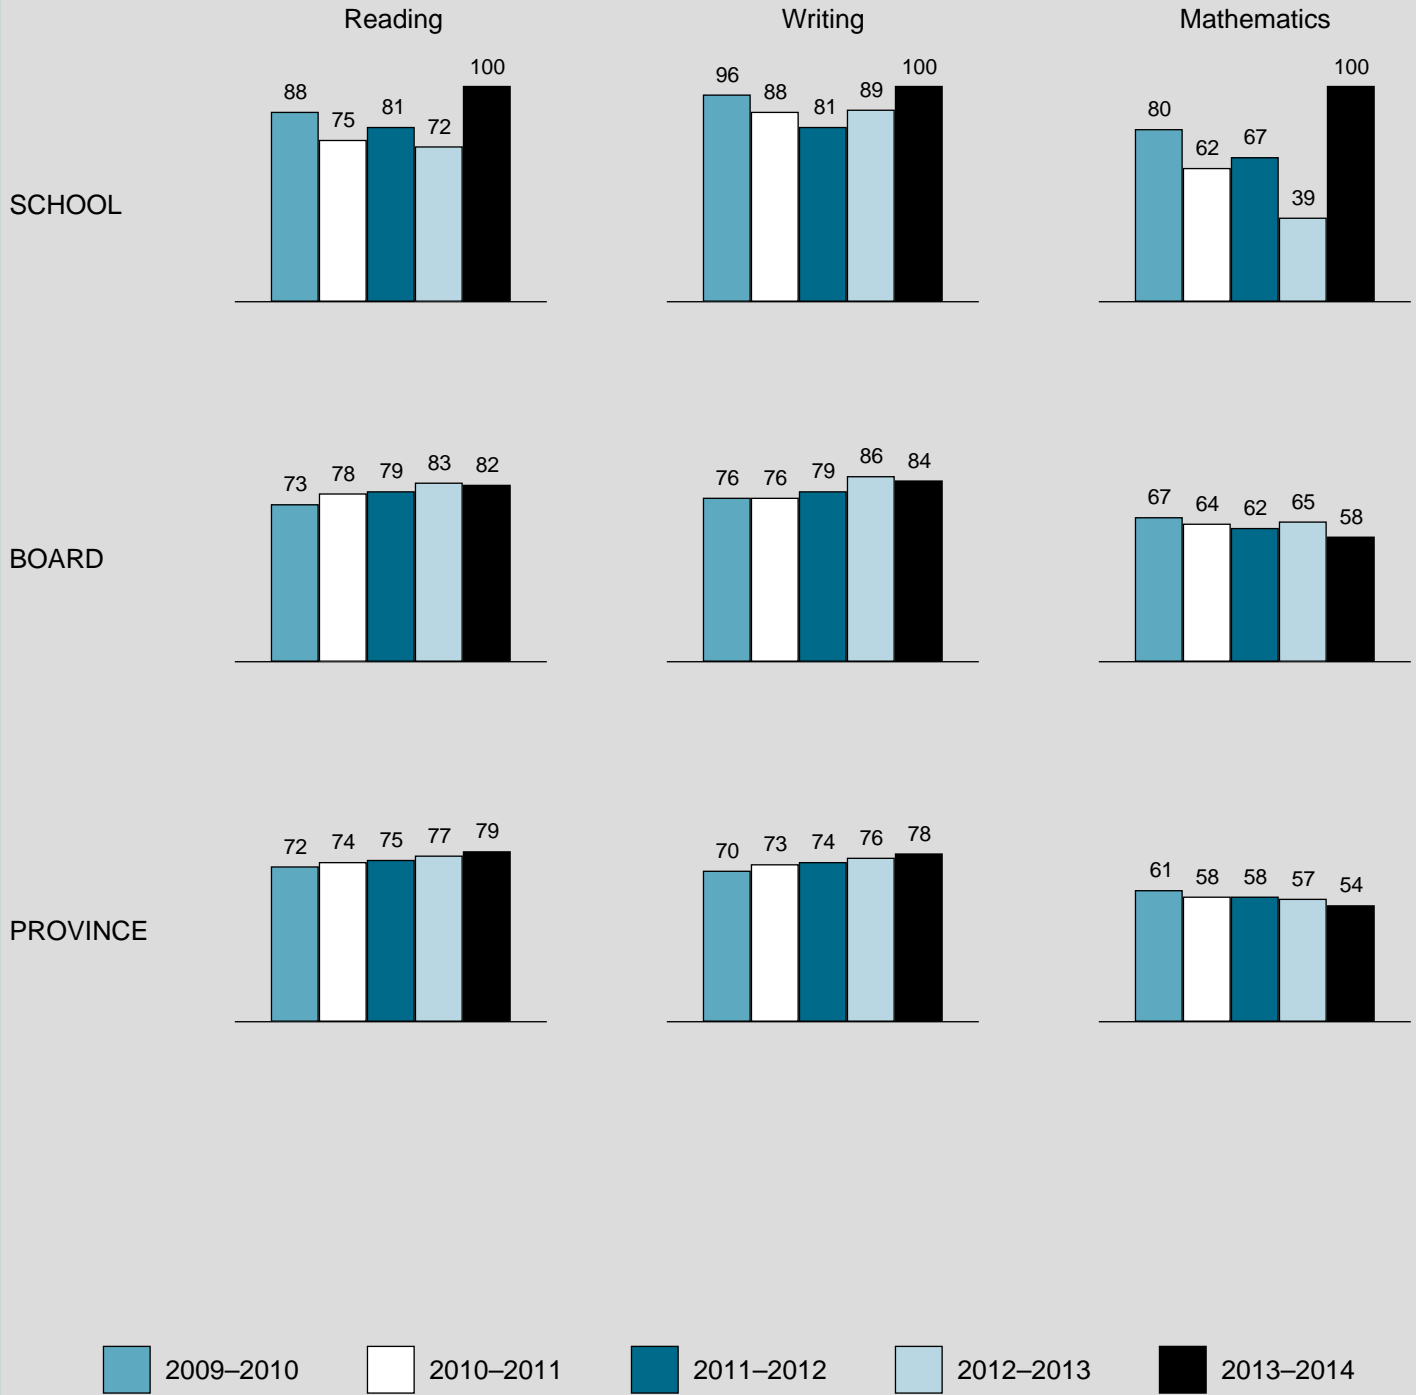 Reading Writing Mathematics
SCHOOL
88 75 81 72 100
96 88 81 89 100
80 62 67 39 100
BOARD
73 78 79 83 82
76 76 79 86 84
67 64 62 65 58
PROVINCE
72 74 75 77 79
70 73 74 76 78
61 58 58 57 54
2009–2010 2010–2011 2011–2012 2012–2013 2013–2014